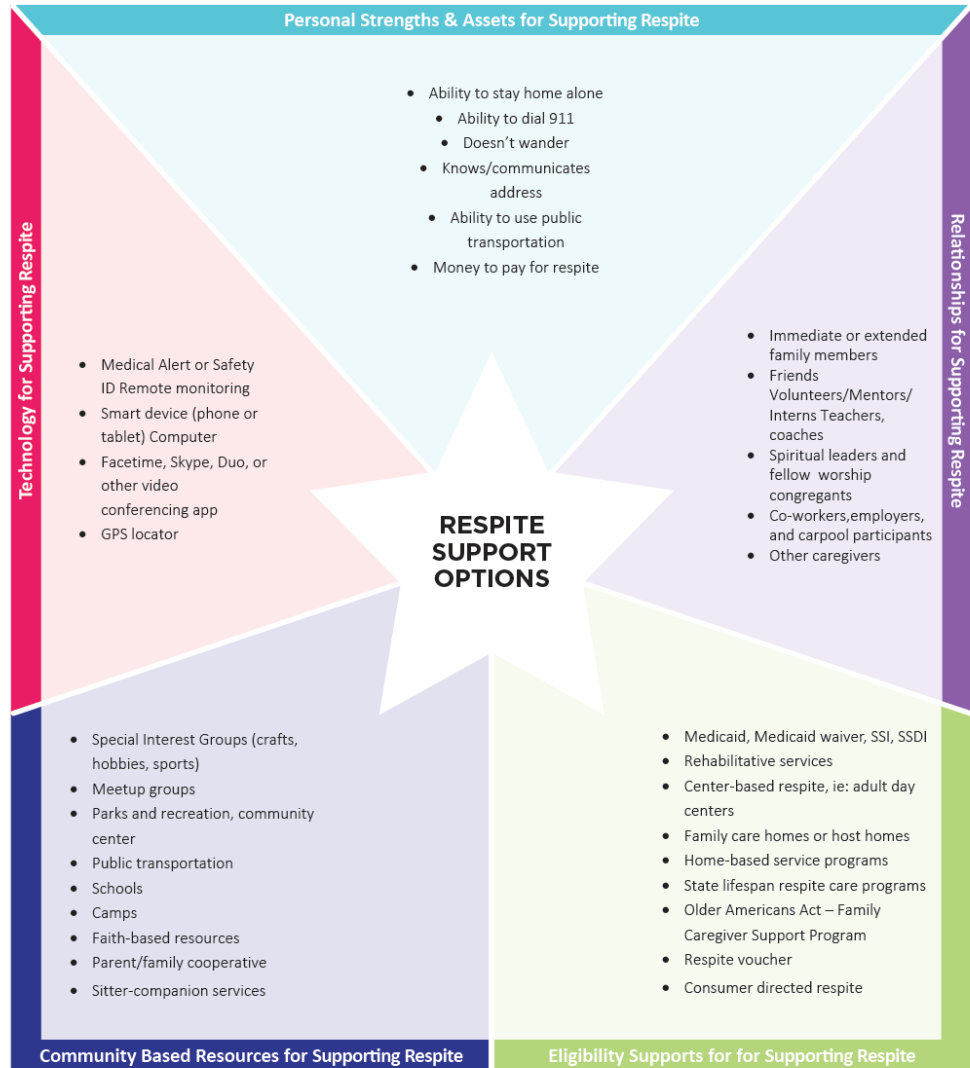 Personal Strengths & Assets for Supporting Respite
• Ability to stay home alone
• Ability to dial 911
• Doesn't wander
• Knows/communicates
address
• Ability to use public
transportation
• Money to pay for respite
Technology for Supporting Respite
• Medical Alert or Safety
ID Remote monitoring
• Smart device (phone or
tablet) Computer
• Facetime, Skype, Duo, or
other video
conferencing app
• GPS locator
Relationships for Supporting Respite
• Immediate or extended
family members
• Friends
Volunteers/Mentors/
Interns Teachers,
coaches
• Spiritual leaders and
fellow worship
congregants
• Co-workers,employers,
and carpool participants
• Other caregivers
RESPITE
SUPPORT
OPTIONS
• Special Interest Groups (crafts,
hobbies, sports)
• Meetup groups
• Parks and recreation, community
center
• Public transportation
• Schools
• Camps
• Faith-based resources
• Parent/family cooperative
• Sitter-companion services
Community Based Resources for Supporting Respite
• Medicaid, Medicaid waiver, SSI, SSDI
• Rehabilitative services
• Center-based respite, ie: adult day
centers
• Family care homes or host homes
• Home-based service programs
• State lifespan respite care programs
• Older Americans Act – Family
Caregiver Support Program
• Respite voucher
• Consumer directed respite
Eligibility Supports for for Supporting Respite